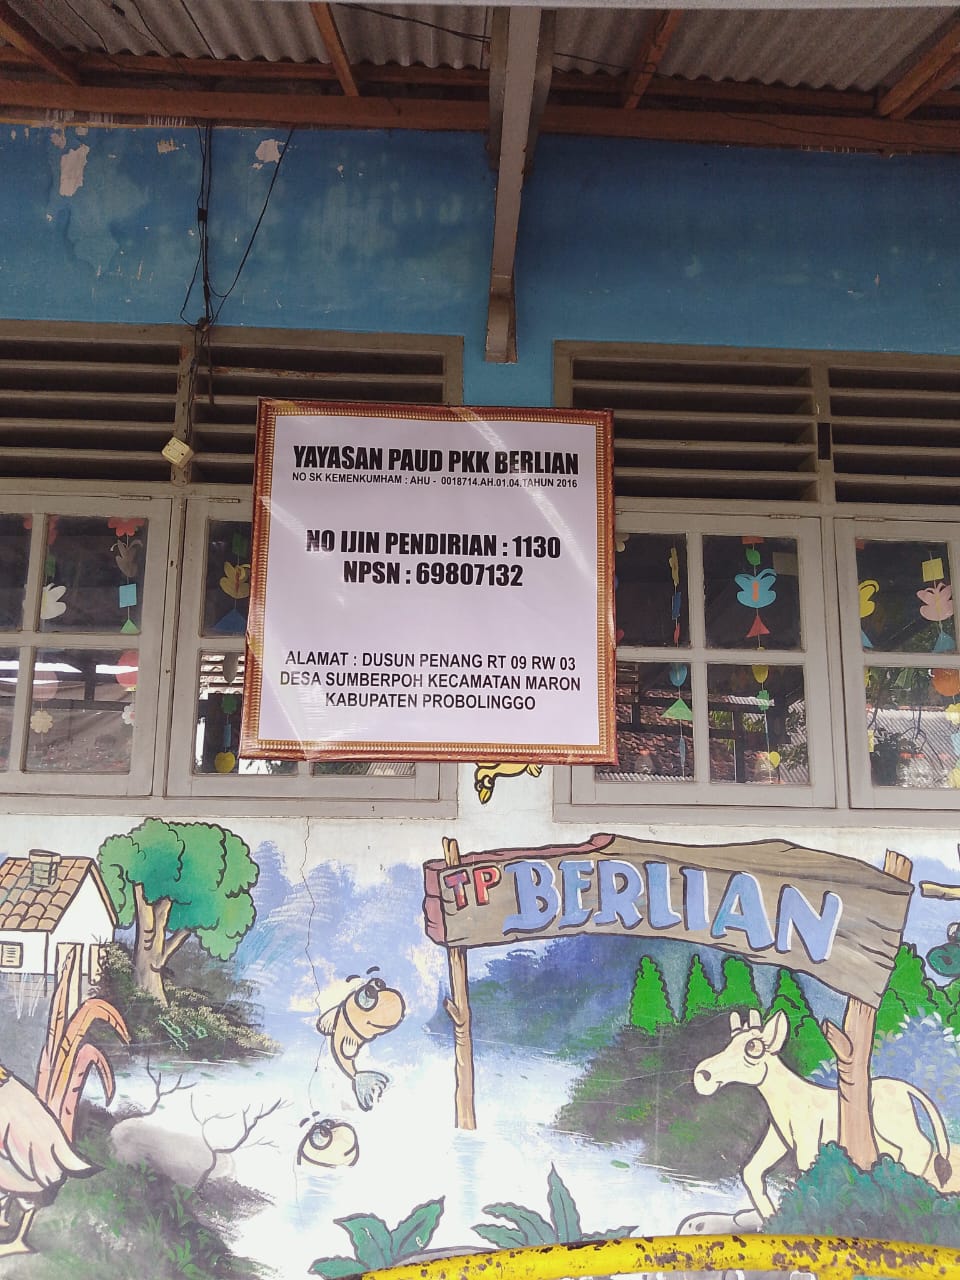 YAYASAN PAUD PKK BERLIAN
NO SK KEMENKUMHAM : AHU - 0018714.AH.01.04.TAHUN 2016
NO IJIN PENDIRIAN : 1130
NPSN : 69807132
ALAMAT : DUSUN PENANG RT 09 RW 03
DESA SUMBERPOH KECAMATAN MARON
KABUPATEN PROBOLINGGO
TP BERLIAN